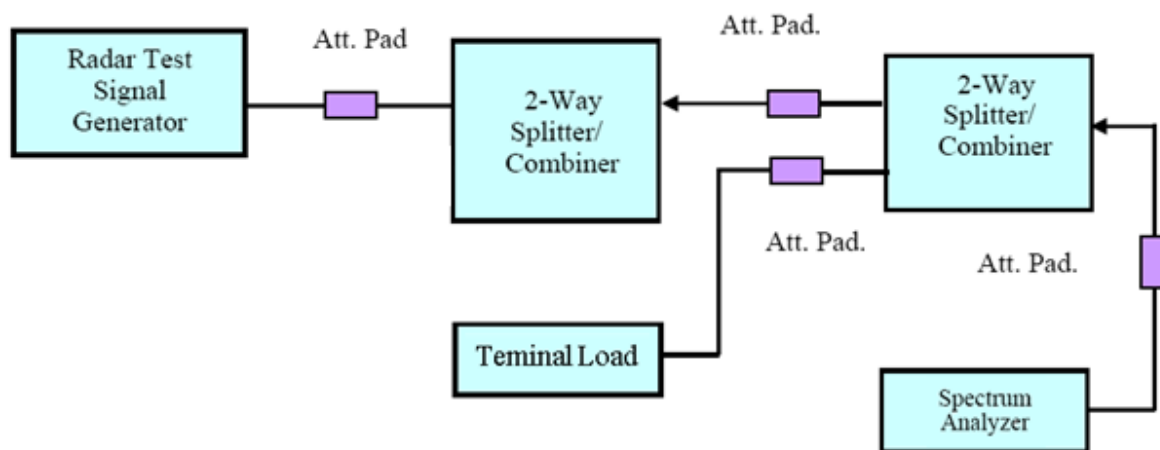 Radar Test
Signal
Generator
Att. Pad
2-Way
Splitter/
Combiner
Att. Pad.
2-Way
Splitter/
Combiner
Att. Pad.
Att. Pad.
Teminal Load
Spectrum
Analyzer